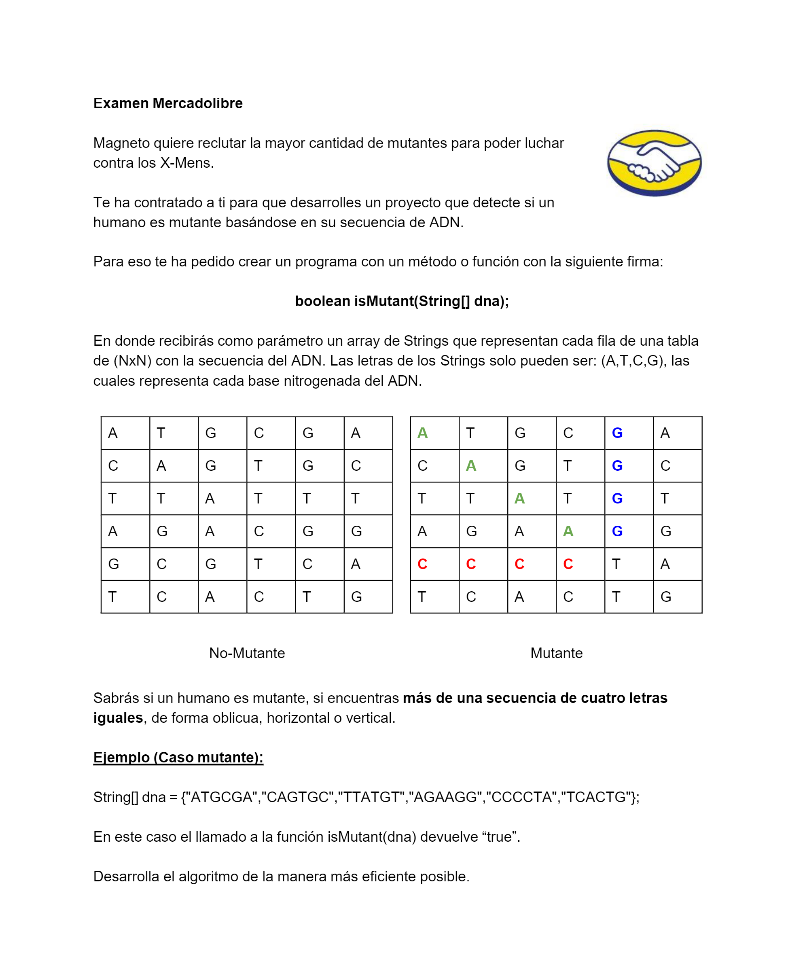 Examen Mercadolibre
Magneto quiere reclutar la mayor cantidad de mutantes para poder luchar
contra los X-Mens.
Te ha contratado a ti para que desarrolles un proyecto que detecte si un
humano es mutante basándose en su secuencia de ADN.
Para eso te ha pedido crear un programa con un método o función con la siguiente firma:
boolean isMutant(String[] dna);
En donde recibirás como parámetro un array de Strings que representan cada fila de una tabla
de (NxN) con la secuencia del ADN. Las letras de los Strings solo pueden ser: (A,T,C,G), las
cuales representa cada base nitrogenada del ADN.
A T G C G A
C A G T G C
T T A T T T
A G A C G G
G C G T C A
T C A C T G
A T G C G A
C A G T G C
T T A T G T
A G A A G G
C C C C T A
T C A C T G
No-Mutante
Mutante
Sabrás si un humano es mutante, si encuentras más de una secuencia de cuatro letras
iguales, de forma oblicua, horizontal o vertical.
Ejemplo (Caso mutante):
String[] dna = {"ATGCGA","CAGTGC","TTATGT","AGAAGG","CCCCTA","TCACTG"};
En este caso el llamado a la función isMutant(dna) devuelve “true”.
Desarrolla el algoritmo de la manera más eficiente posible.